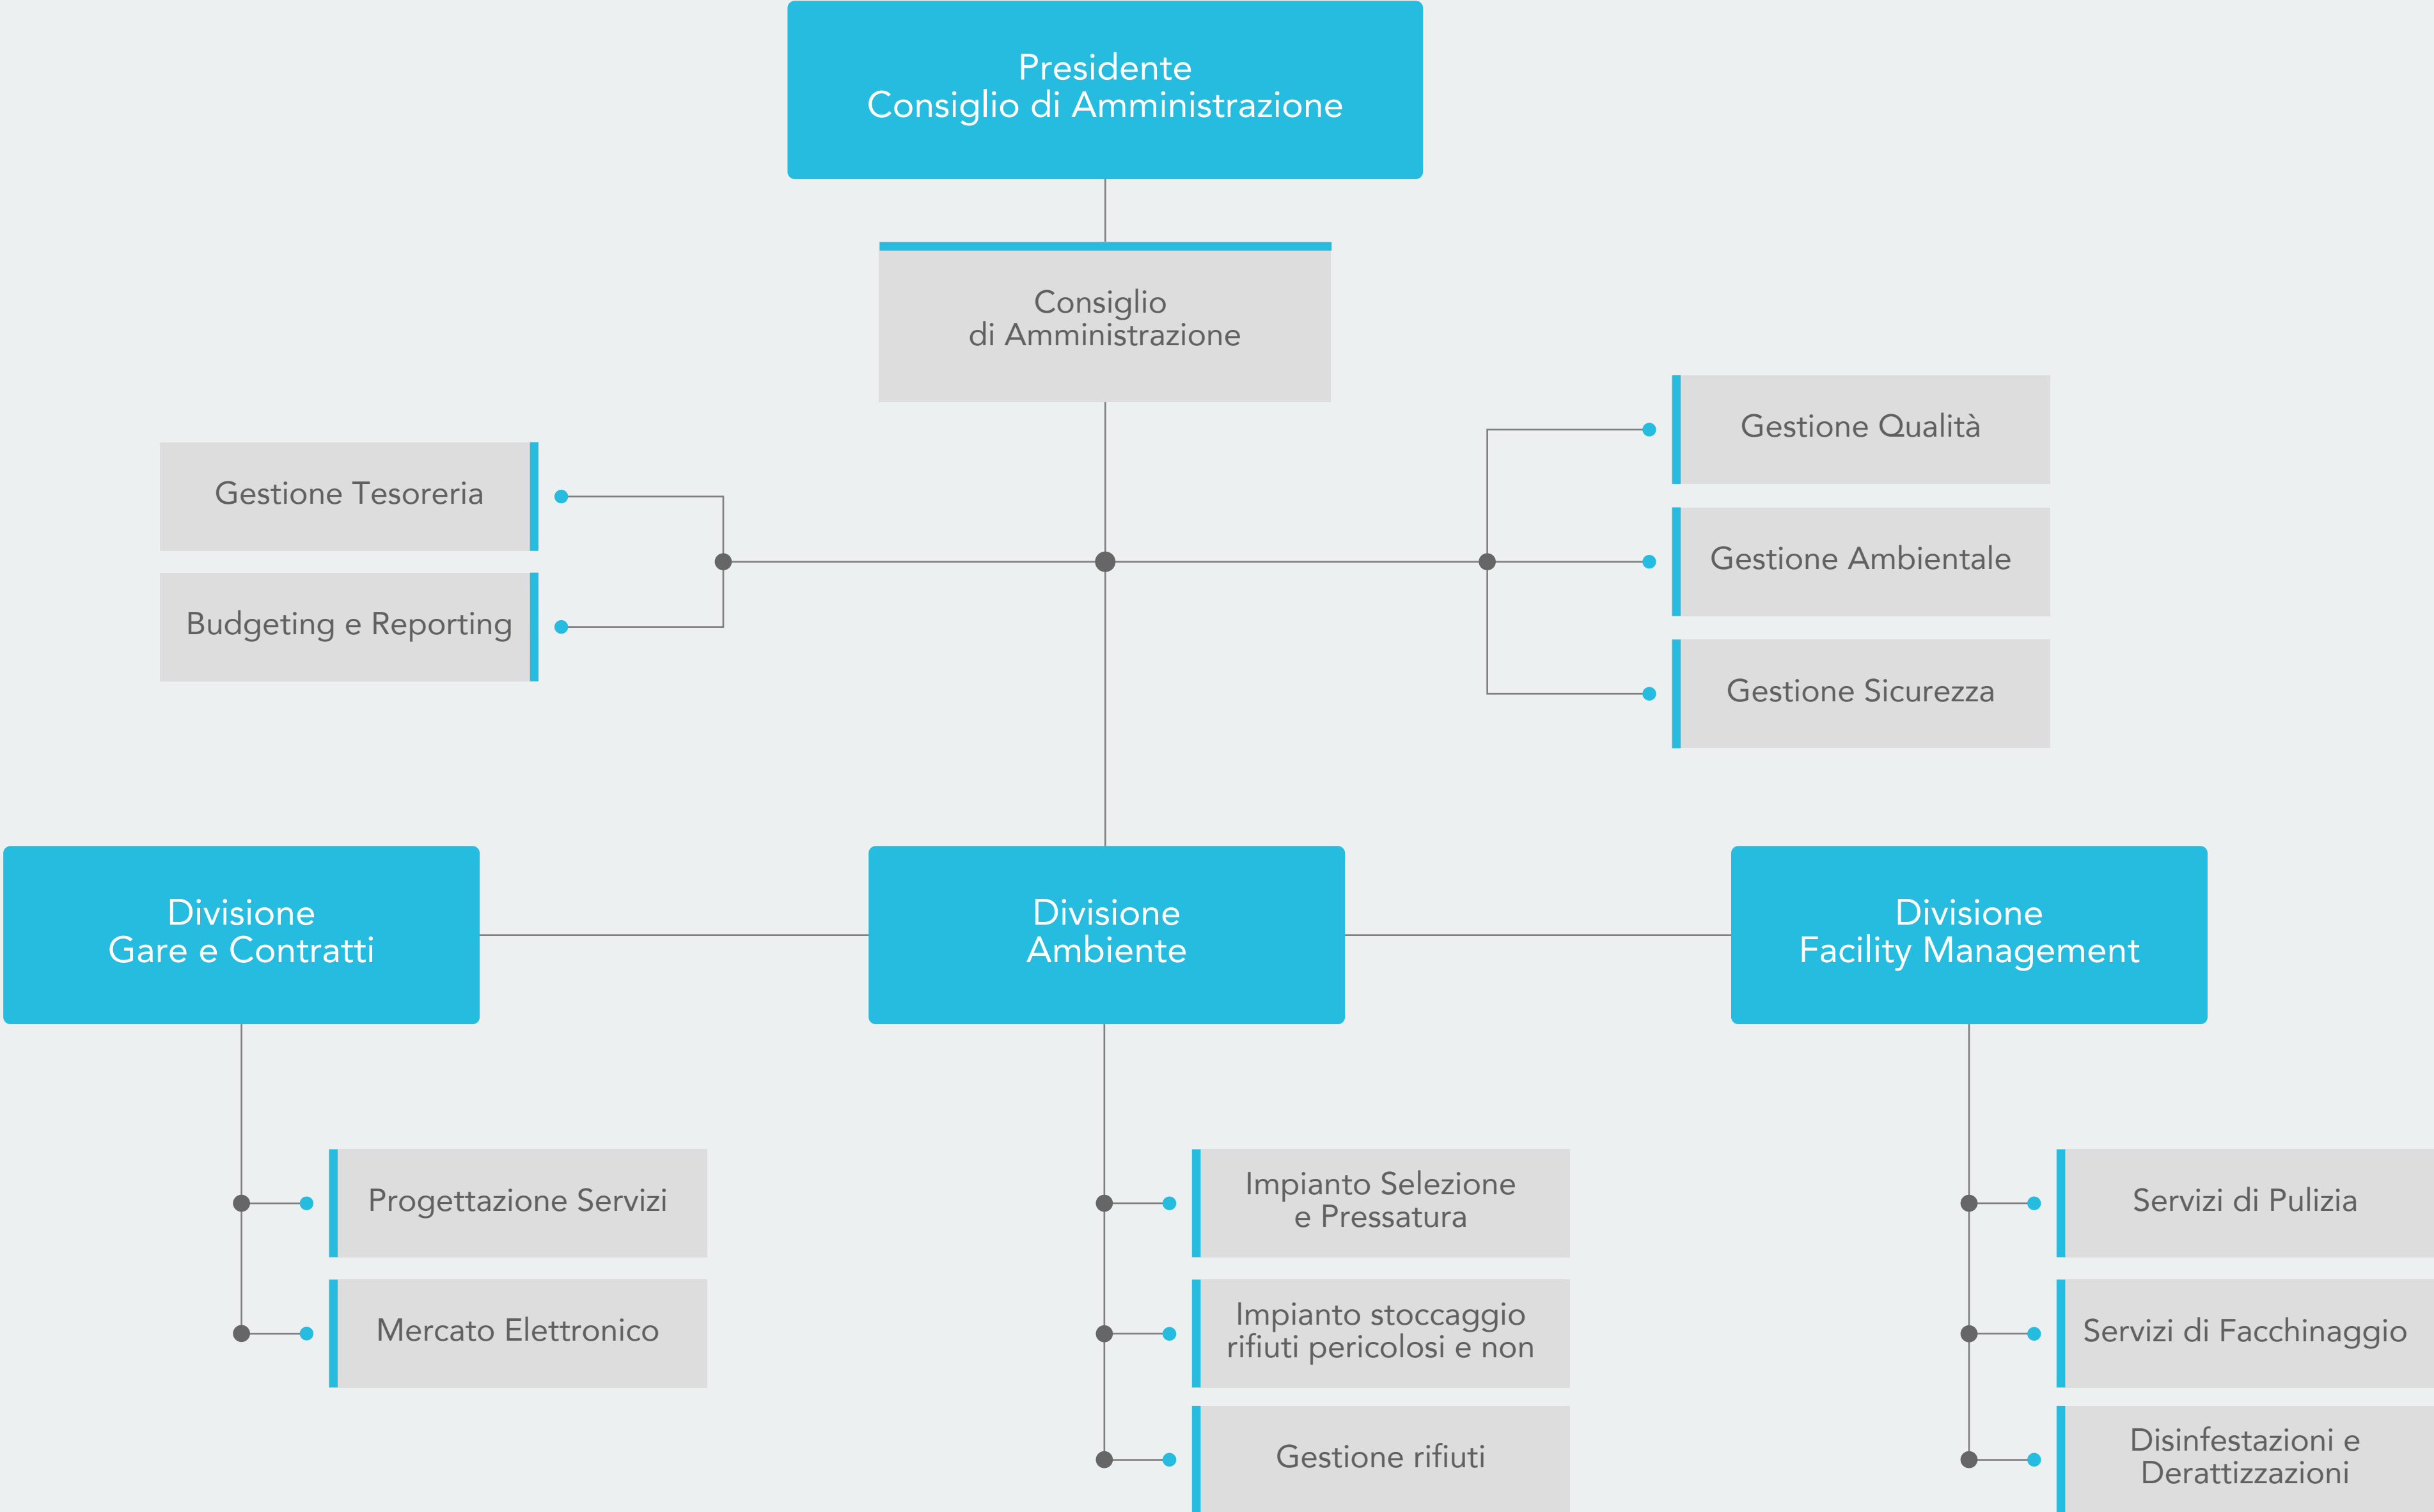 Presidente
Consiglio di Amministrazione
Consiglio
di Amministrazione
Gestione Tesoreria
Budgeting e Reporting
Gestione Qualità
Gestione Ambientale
Gestione Sicurezza
Divisione
Gare e Contratti
Divisione
Ambiente
Divisione
Facility Management
Progettazione Servizi
Mercato Elettronico
Impianto Selezione
e Pressatura
Impianto stoccaggio
rifiuti pericolosi e non
Gestione rifiuti
Servizi di Pulizia
Servizi di Facchinaggio
Disinfestazioni e
Derattizzazioni